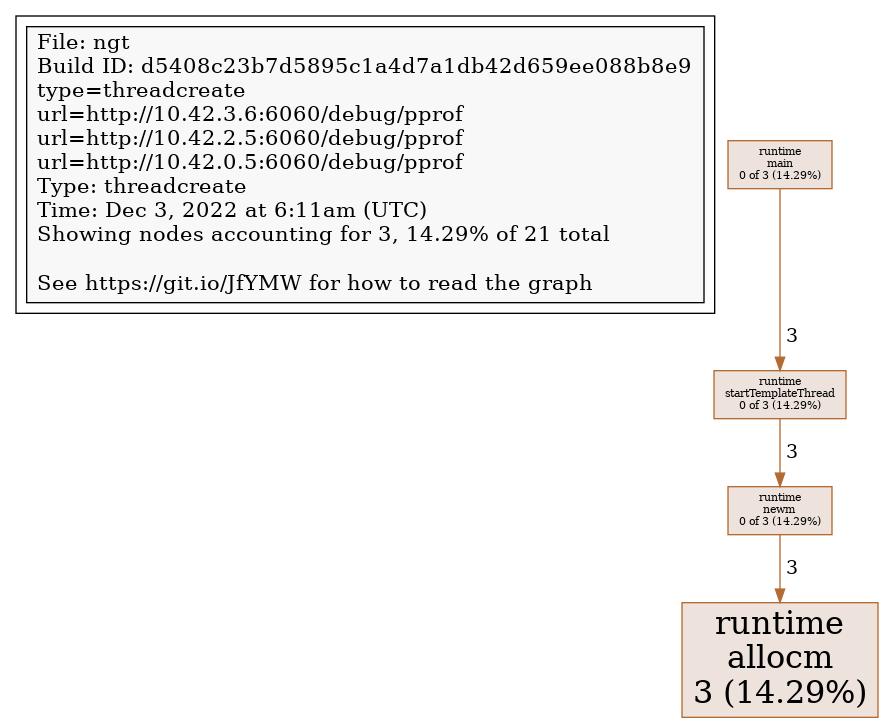 File: ngt
Build ID: d5408c23b7d5895c1a4d7a1db42d659ee088b8e9
type=threadcreate
url=http://10.42.3.6:6060/debug/pprof
url=http://10.42.2.5:6060/debug/pprof
url=http://10.42.0.5:6060/debug/pprof
Type: threadcreate
Time: Dec 3, 2022 at 6:11am (UTC)
Showing nodes accounting for 3, 14.29% of 21 total
See https://git.io/JfYMW for how to read the graph
runtime
main
0 of 3 (14.29%)
3
runtime
startTemplateThread
0 of 3 (14.29%)
3
runtime
newm
0 of 3 (14.29%)
3
runtime
allocm
3 (14.29%)